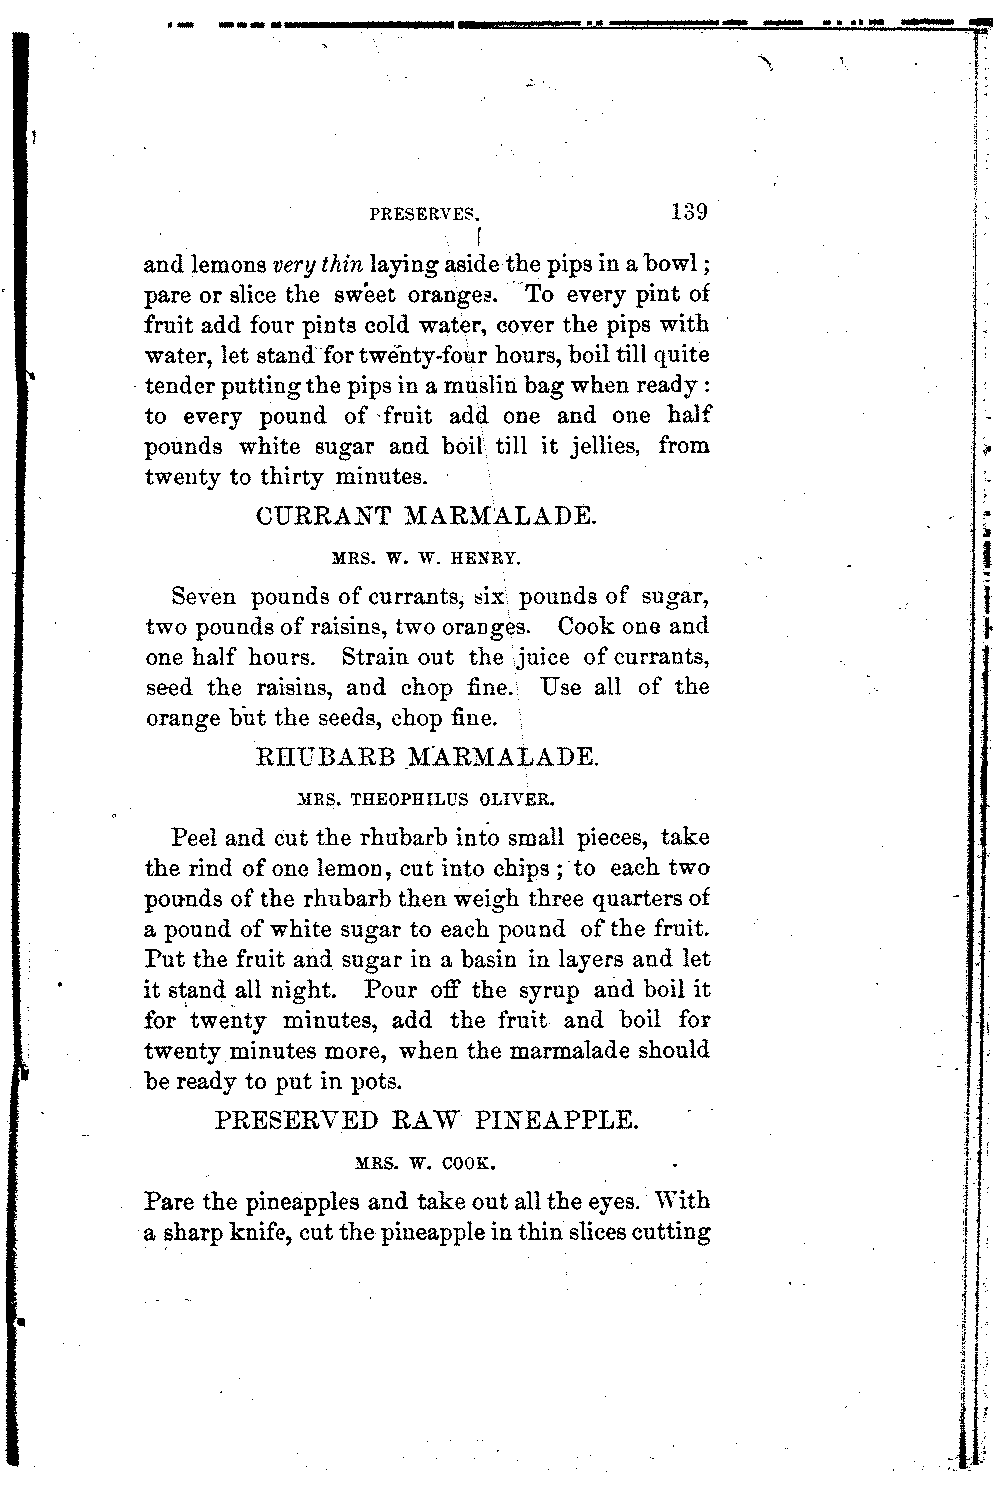 PRESERVES. 139
and lemons very thin laying aside the pips in a bowl ;
pare or slice the sweet oranges. To every pint of
fruit add four pints cold water, cover the pips with
water, let stand for twenty-four hours, boil till quite
tender putting the pips in a muslin bag when ready :
to every pound of fruit add one and one half
pounds white sugar and boil till it jellies, from
twenty to thirty minutes.
CURRANT MARMALADE.
MRS. W. W. HENRY.
Seven pounds of currants, six pounds of sugar,
two pounds of raisins, two oranges. Cook one and
one half hours. Strain out the juice of currants,
seed the raisins, and chop fine. Use all of the
orange but the seeds, chop fine.
RHUBARB MARMALADE.
MRS. THEOPHILUS OLIVER.
Peel and cut the rhubarb into small pieces, take
the rind of one lemon, cut into chips ; to each two
pounds of the rhubarb then weigh three quarters of
a pound of white sugar to each pound of the fruit.
Put the fruit and sugar in a basin in layers and let
it stand all night. Pour off the syrup and boil it
for twenty minutes, add the fruit and boil for
twenty minutes more, when the marmalade should
be ready to put in pots.
PRESERVED RAW PINEAPPLE.
MRS. W. COOK.
Pare the pineapples and take out all the eyes. With
a sharp knife, cut the pineapple in thin slices cutting